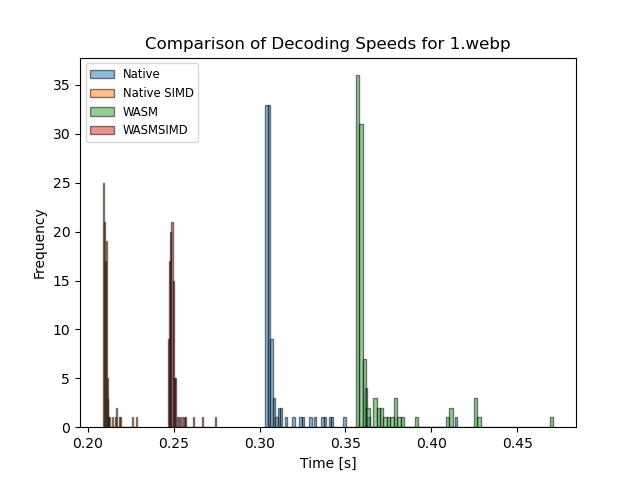 Comparison of Decoding Speeds for 1.webp
Native
Native SIMD
WASM
WASMSIMD
35
30
25
20
15
10
5
0
Frequency
0.20 0.25 0.30 0.35 0.40 0.45
Time [s]